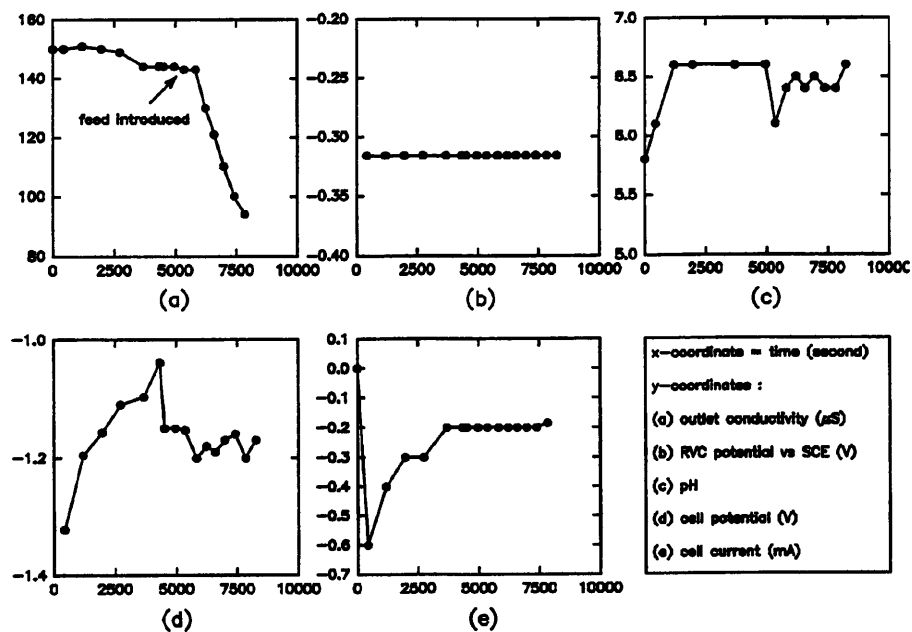 160
140
120
100
80
feed introduced
0 2500 5000 7500 10000
(a)
−0.20
−0.25
−0.30
−0.35
−0.40
0 2500 5000 7500 10000
(b)
7.0
6.5
6.0
5.5
5.0
0 2500 5000 7500 10000
(c)
−1.0
−1.2
−1.4
0 2500 5000 7500 10000
(d)
0.1
0.0
−0.1
−0.2
−0.3
−0.4
−0.5
−0.6
−0.7
0 2500 5000 7500 10000
(e)
x−coordinate = time (second)
y−coordinates :
(a) outlet conductivity (μS)
(b) RVC potential vs SCE (V)
(c) pH
(d) cell potential (V)
(e) cell current (mA)